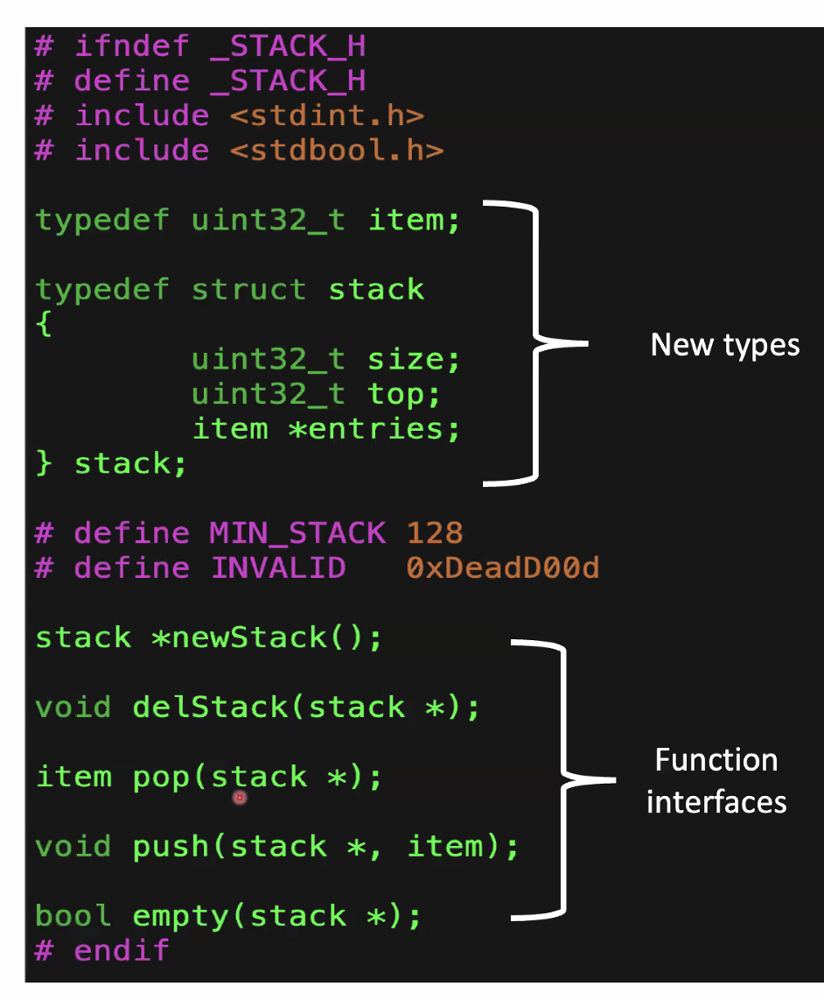 # ifndef _STACK_H
# define _STACK_H
# include <stdint.h>
# include <stdbool.h>
typedef uint32_t item;
typedef struct stack
{
uint32_t size;
uint32_t top;
item *entries;
} stack;
New types
# define MIN_STACK 128
# define INVALID 0xDeadD00d
stack *newStack();
void delStack(stack *);
item pop(stack *);
void push(stack *, item);
bool empty(stack *);
# endif
Function
interfaces